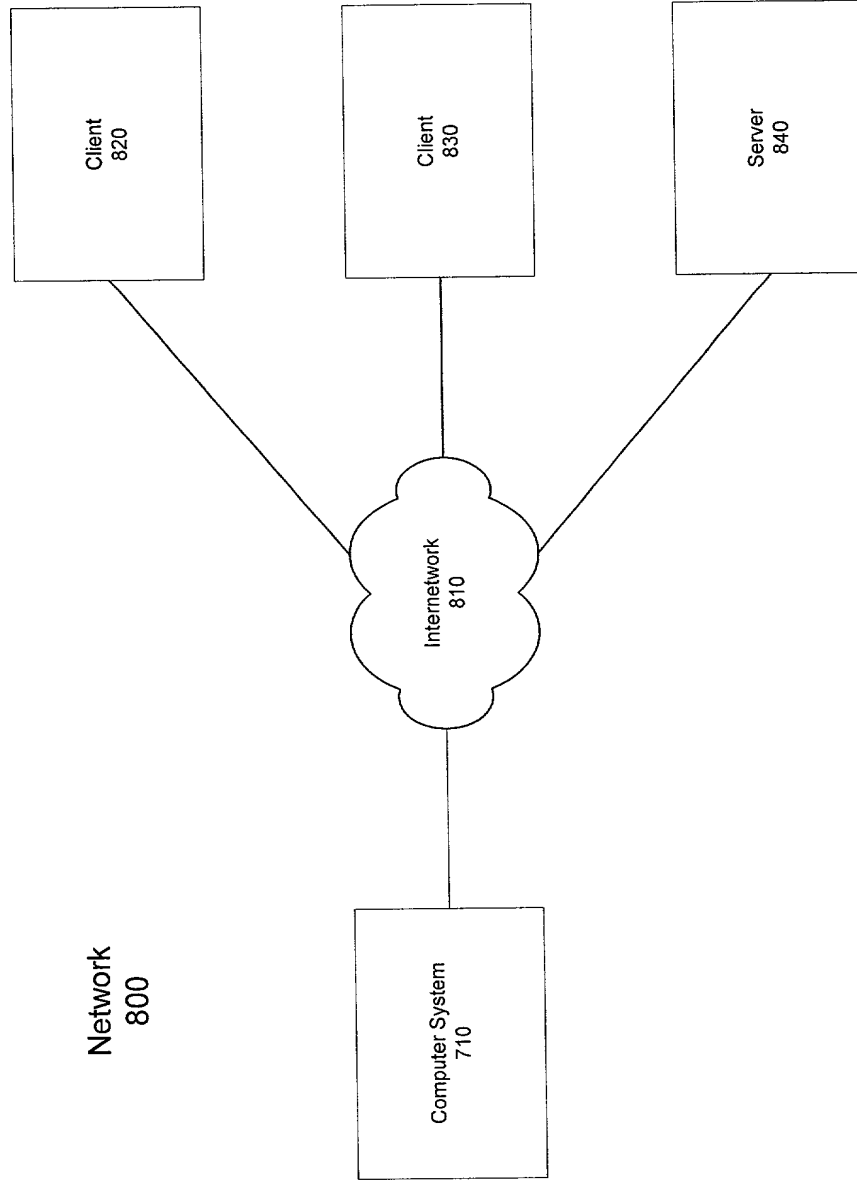 Network
800
Client
820
Computer System
710
Internetwork
810
Client
830
Server
840